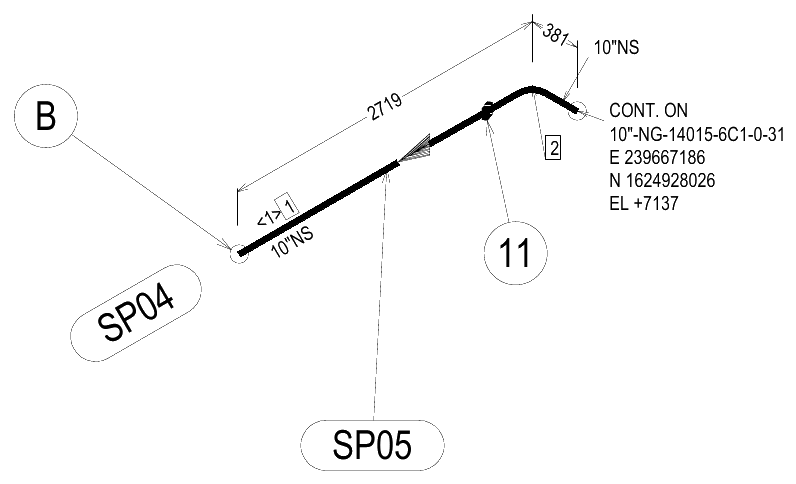 381
10"NS
2719
B
CONT. ON
10"-NG-14015-6C1-0-31
E 239667186
N 1624928026
EL +7137
2
<1> 1
10"NS
11
SP04
SP05